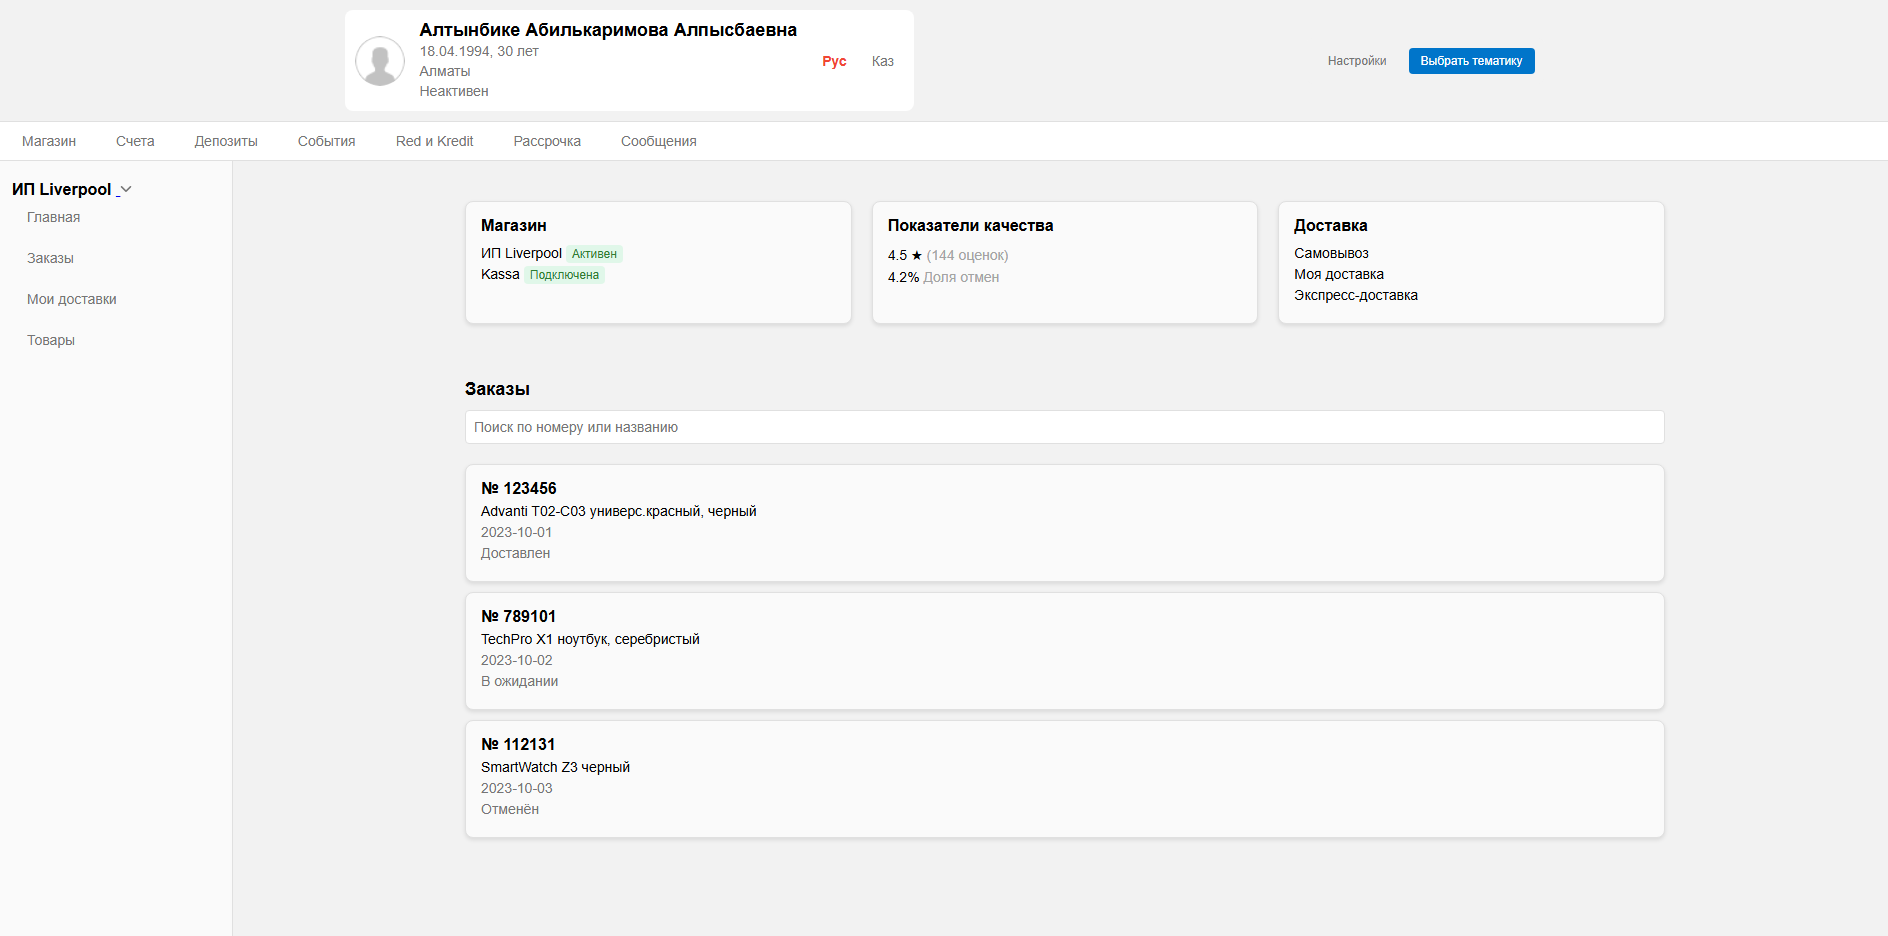 Алтынбике Абилькаримова Алпысбаевна
18.04.1994, 30 лет
Алматы
Неактивен
Рус Каз
Настройки Выбрать тематику
Магазин Счета Депозиты События Red и Kredit Рассрочка Сообщения
ИП Liverpool
Главная
Заказы
Мои доставки
Товары
Магазин
ИП Liverpool Активен
Kassa Подключена
Показатели качества
4.5 ★ (144 оценок)
4.2% Доля отмен
Доставка
Самовывоз
Моя доставка
Экспресс-доставка
Заказы
Поиск по номеру или названию
№ 123456
Advanti T02-C03 универс.красный, черный
2023-10-01
Доставлен
№ 789101
TechPro X1 ноутбук, серебристый
2023-10-02
В ожидании
№ 112131
SmartWatch Z3 черный
2023-10-03
Отменён